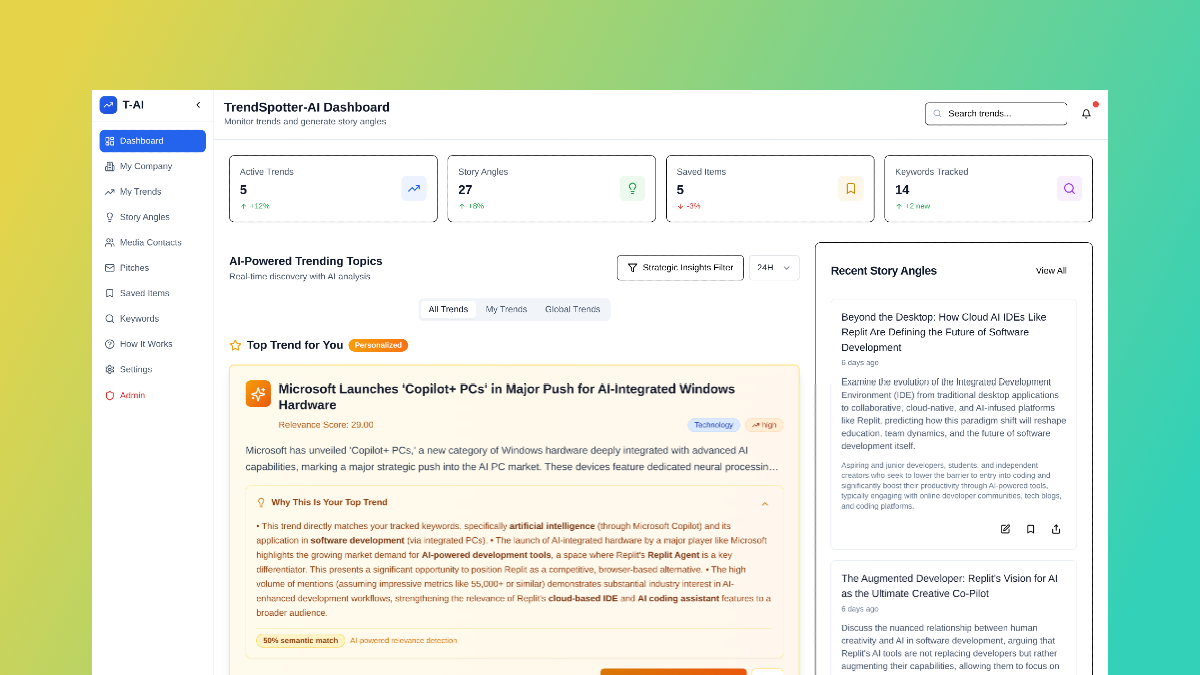 T-AI
Dashboard
My Company
My Trends
Story Angles
Media Contacts
Pitches
Saved Items
Keywords
How It Works
Settings
Admin
TrendSpotter-AI Dashboard
Monitor trends and generate story angles
Search trends...
Active Trends
5
+12%
Story Angles
27
+8%
Saved Items
5
-3%
Keywords Tracked
14
+2 new
AI-Powered Trending Topics
Real-time discovery with AI analysis
Strategic Insights Filter
24H
All Trends
My Trends
Global Trends
Top Trend for You
Personalized
Microsoft Launches 'Copilot+ PCs' in Major Push for AI-Integrated Windows
Hardware
Relevance Score: 29.00
Technology
high
Microsoft has unveiled 'Copilot+ PCs,' a new category of Windows hardware deeply integrated with advanced AI
capabilities, marking a major strategic push into the AI PC market. These devices feature dedicated neural processin...
Why This Is Your Top Trend
• This trend directly matches your tracked keywords, specifically artificial intelligence (through Microsoft Copilot) and its
application in software development (via integrated PCs). • The launch of AI-integrated hardware by a major player like Microsoft
highlights the growing market demand for AI-powered development tools, a space where Replit's Replit Agent is a key
differentiator. This presents a significant opportunity to position Replit as a competitive, browser-based alternative. • The high
volume of mentions (assuming impressive metrics like 55,000+ or similar) demonstrates substantial industry interest in AI-
enhanced development workflows, strengthening the relevance of Replit's cloud-based IDE and AI coding assistant features to a
broader audience.
50% semantic match
AI-powered relevance detection
Recent Story Angles
View All
Beyond the Desktop: How Cloud AI IDEs Like
Replit Are Defining the Future of Software
Development
6 days ago
Examine the evolution of the Integrated Development
Environment (IDE) from traditional desktop applications
to collaborative, cloud-native, and AI-infused platforms
like Replit, predicting how this paradigm shift will reshape
education, team dynamics, and the future of software
development itself.
Aspiring and junior developers, students, and independent
creators who seek to lower the barrier to entry into coding and
significantly boost their productivity through AI-powered tools,
typically engaging with online developer communities, tech blogs,
and coding platforms.
The Augmented Developer: Replit's Vision for AI
as the Ultimate Creative Co-Pilot
6 days ago
Discuss the nuanced relationship between human
creativity and AI in software development, arguing that
Replit's AI tools are not replacing developers but rather
augmenting their capabilities, allowing them to focus on